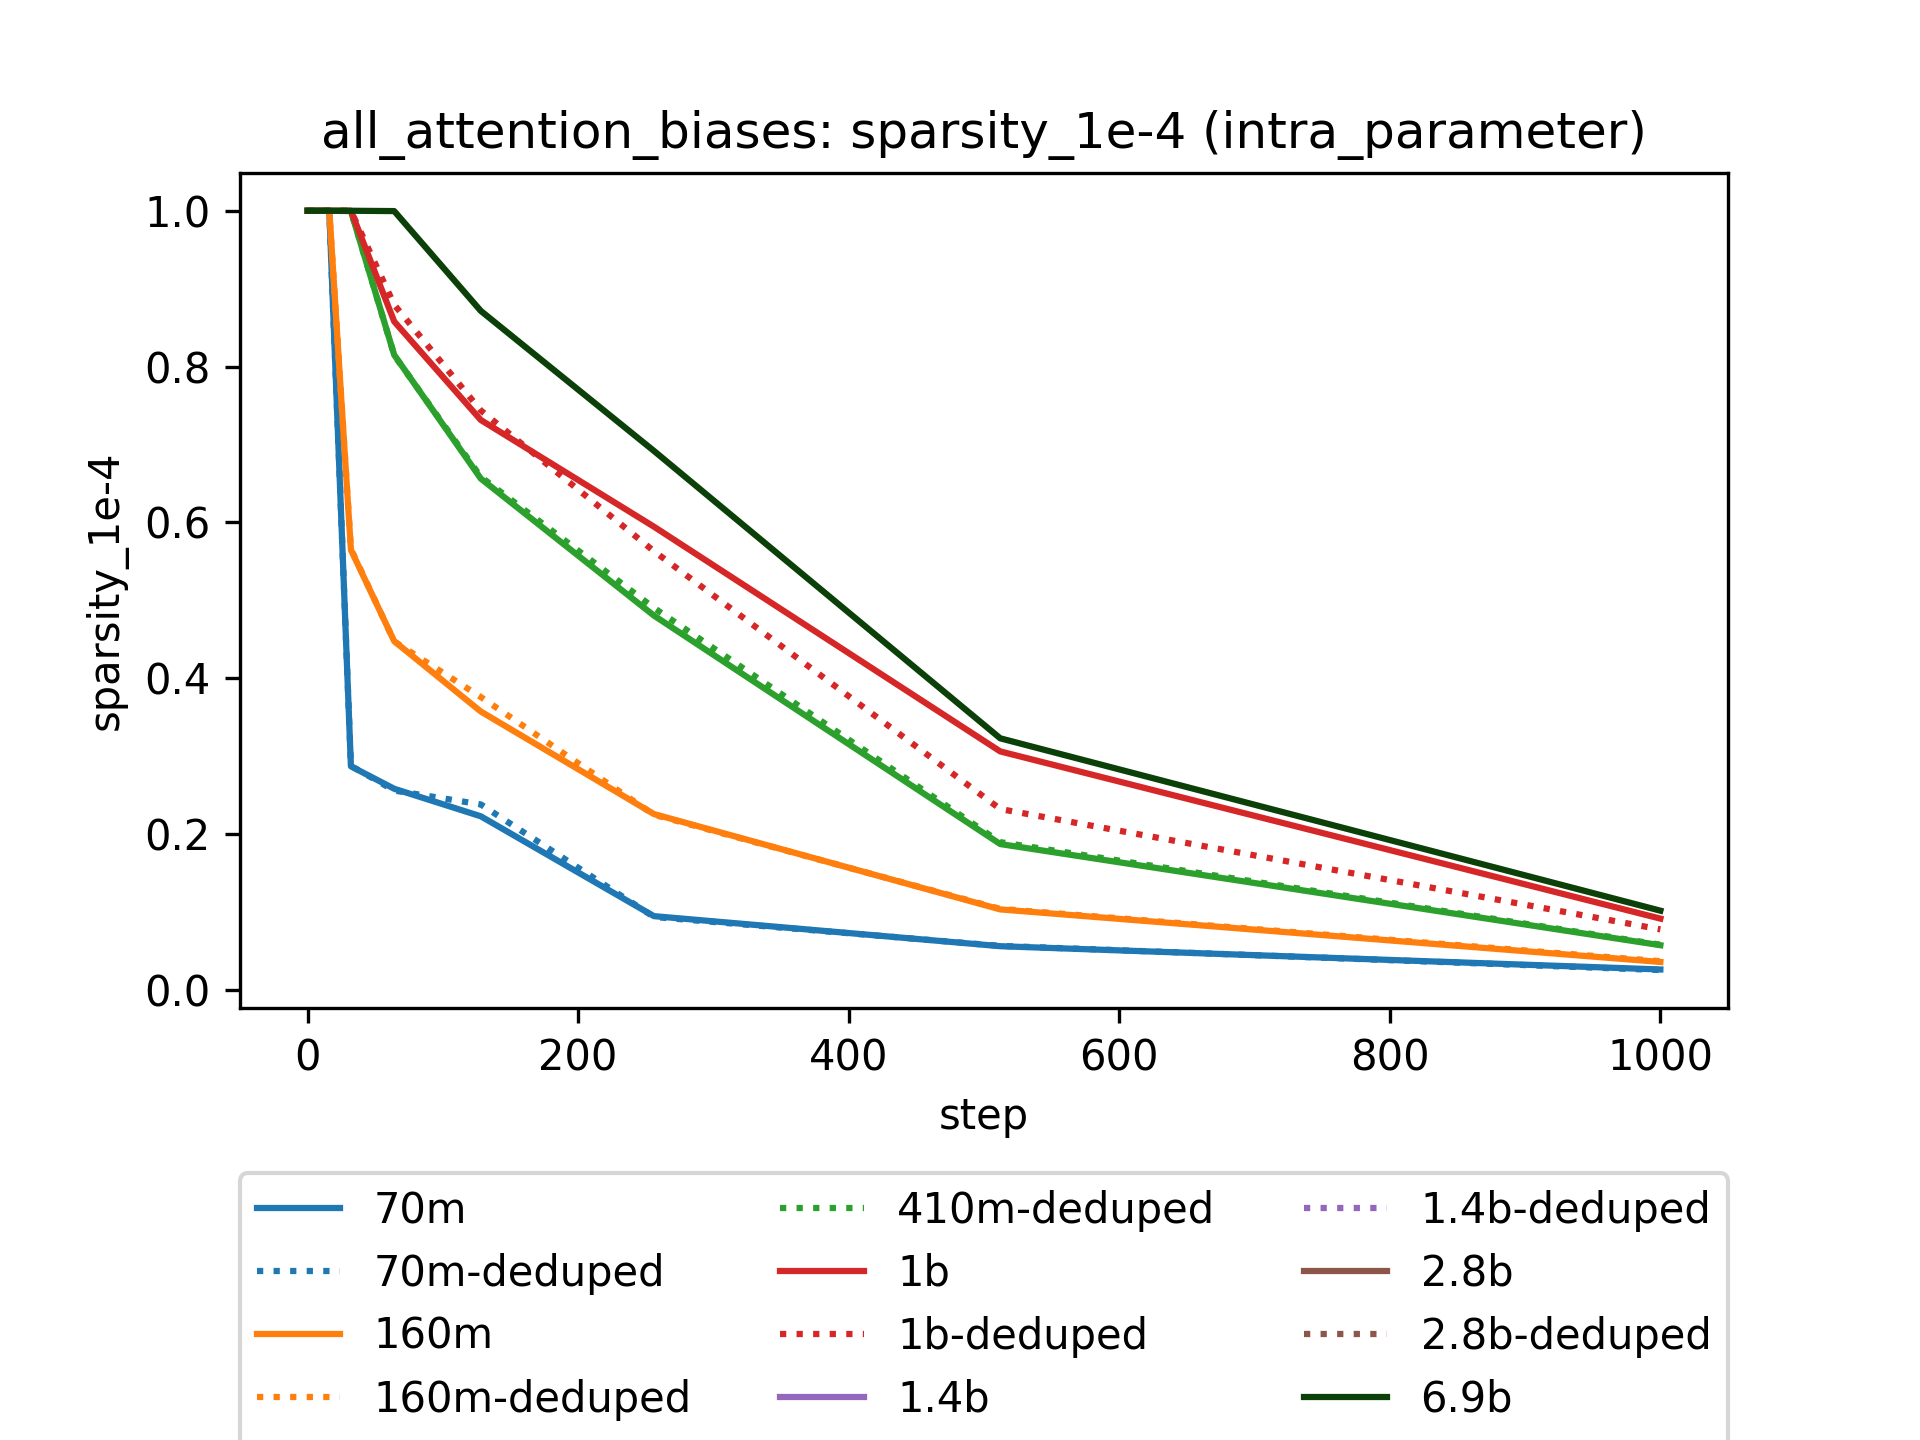 all_attention_biases: sparsity_1e-4 (intra_parameter)
1.0
0.8
0.6
0.4
0.2
0.0
sparsity_1e-4
0 200 400 600 800 1000
step
70m 410m-deduped 1.4b-deduped
70m-deduped 1b 2.8b
160m 1b-deduped 2.8b-deduped
160m-deduped 1.4b 6.9b